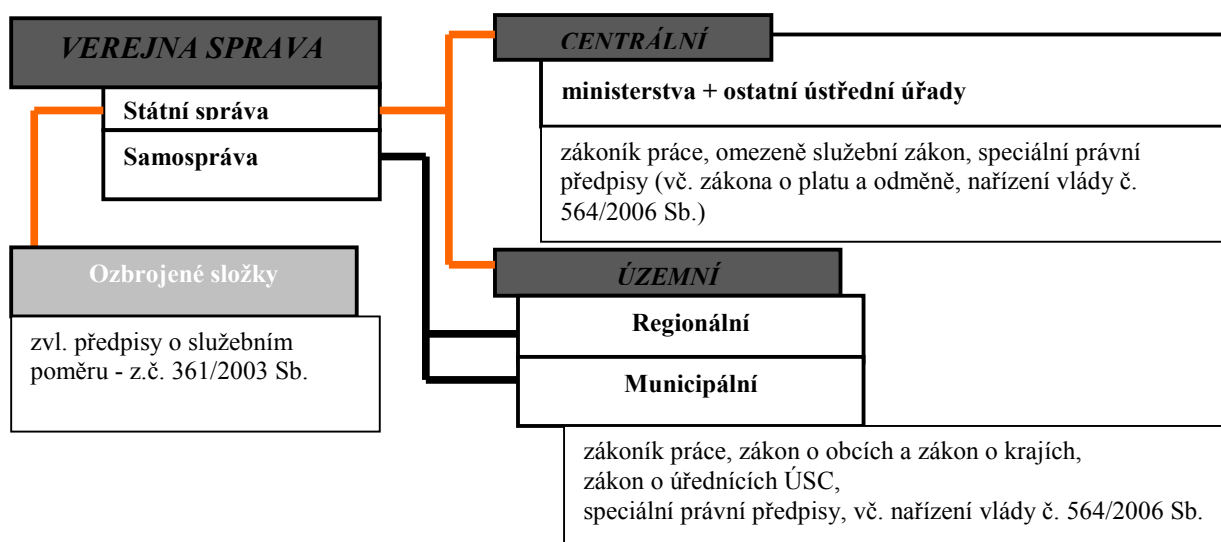 VEREJNA SPRAVA
Státní správa
Samospráva
Ozbrojené složky
zvl. předpisy o služebním
poměru - z.č. 361/2003 Sb.
CENTRÁLNÍ
ministerstva + ostatní ústřední úřady
zákoník práce, omezeně služební zákon, speciální právní
předpisy (vč. zákona o platu a odměně, nařízení vlády č.
564/2006 Sb.)
ÚZEMNÍ
Regionální
Municipální
zákoník práce, zákon o obcích a zákon o krajích,
zákon o úřednících ÚSC,
speciální právní předpisy, vč. nařízení vlády č. 564/2006 Sb.